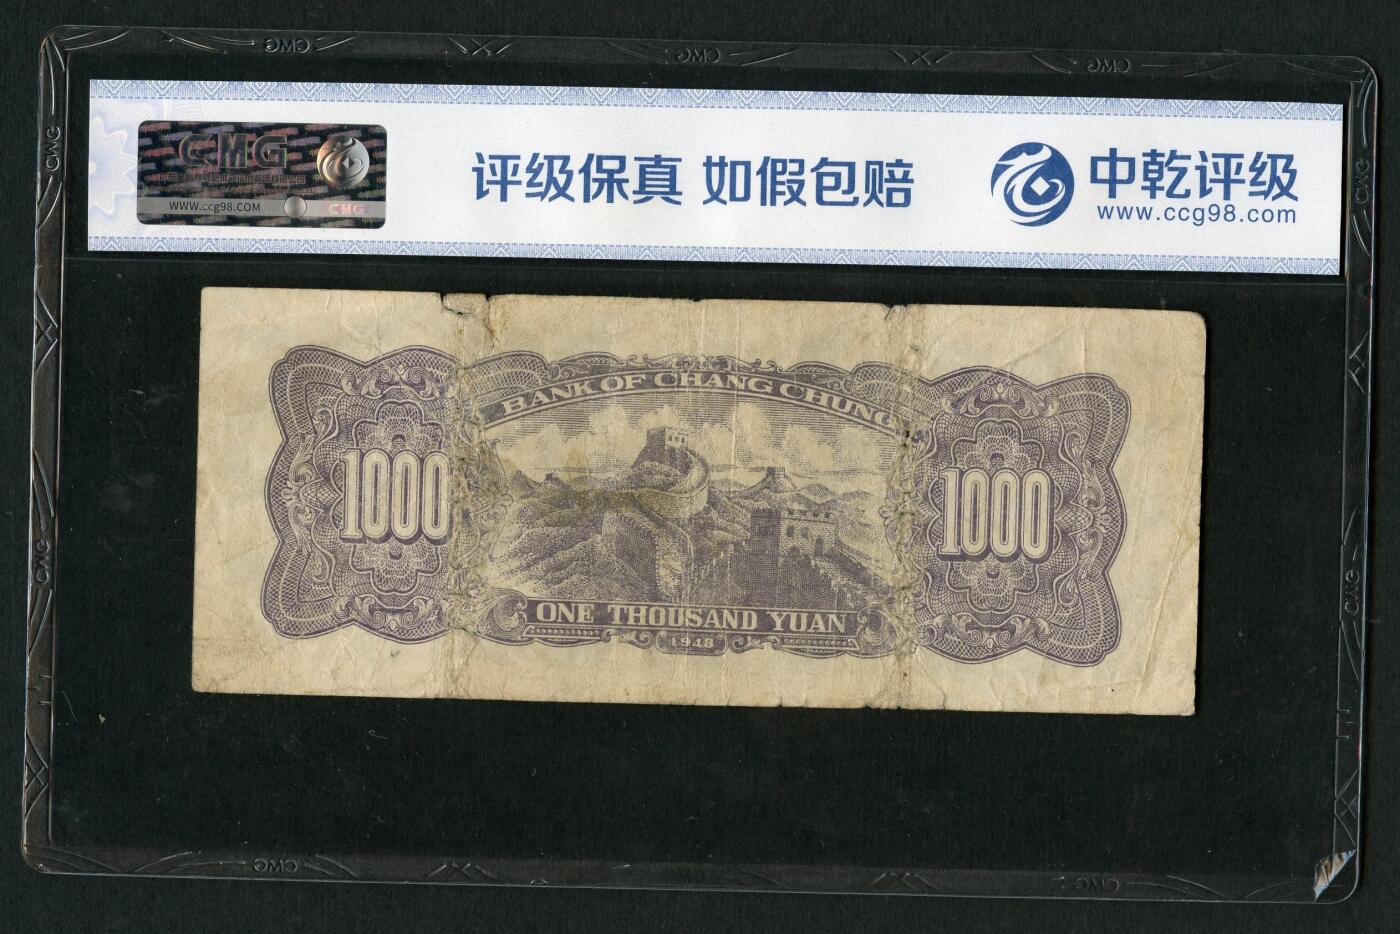 CMG
www.ccg98.COM
CMG
评级保真 如假包赔
中乾评级
www.ccg98.com
BANK OF CHANG CHUNG
1000
1000
ONE THOUSAND YUAN
1948